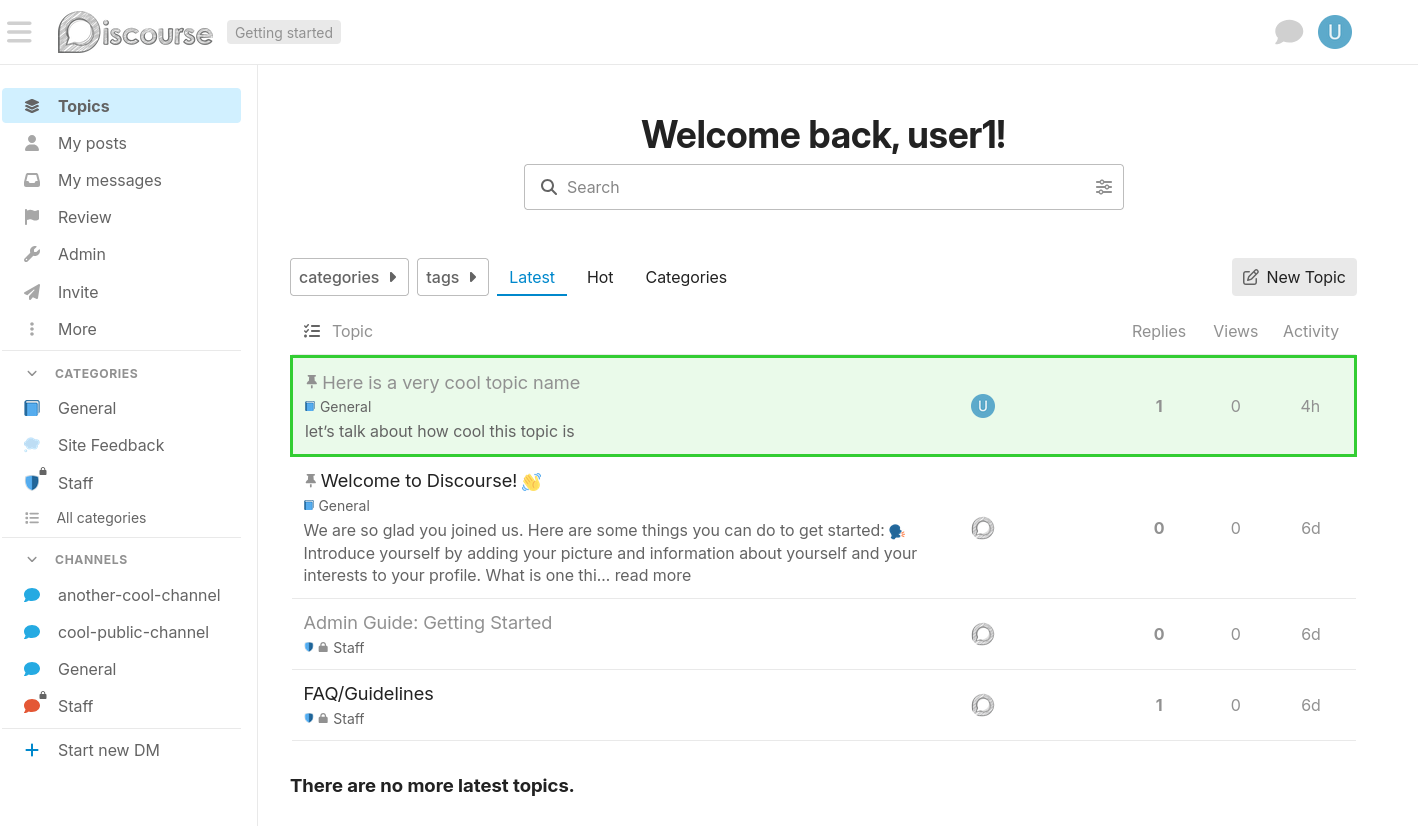 Discourse Getting started U
Topics
My posts
My messages
Review
Admin
Invite
More
CATEGORIES
General
Site Feedback
Staff
All categories
CHANNELS
another-cool-channel
cool-public-channel
General
Staff
Start new DM
Welcome back, user1!
Search
categories tags Latest Hot Categories New Topic
Topic Replies Views Activity
Here is a very cool topic name
General
let’s talk about how cool this topic is
U 1 0 4h
Welcome to Discourse! 👋
General
We are so glad you joined us. Here are some things you can do to get started: 🗣
Introduce yourself by adding your picture and information about yourself and your
interests to your profile. What is one thi… read more
0 0 6d
Admin Guide: Getting Started
Staff
0 0 6d
FAQ/Guidelines
Staff
1 0 6d
There are no more latest topics.